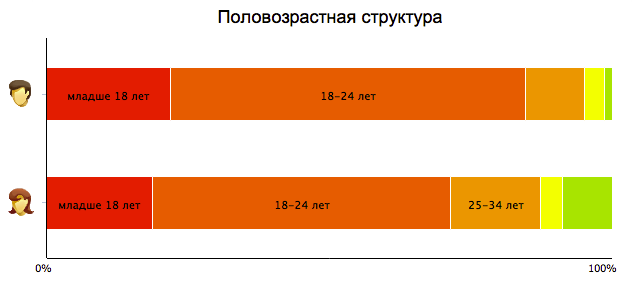 Половозрастная структура
младше 18 лет
18-24 лет
младше 18 лет
18-24 лет
25-34 лет
0%
100%